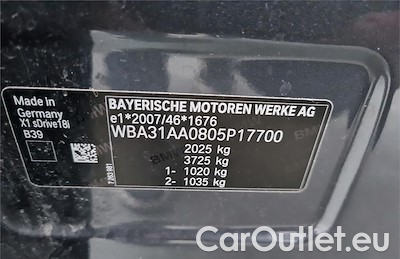 Made in
Germany
X1 sDrive18i
B39
BAYERISCHE MOTOREN WERKE AG
e1*2007/46*1676
WBA31AA0805P17700
2025 kg
3725 kg
1- 1020 kg
2- 1035 kg
CarOutlet.eu